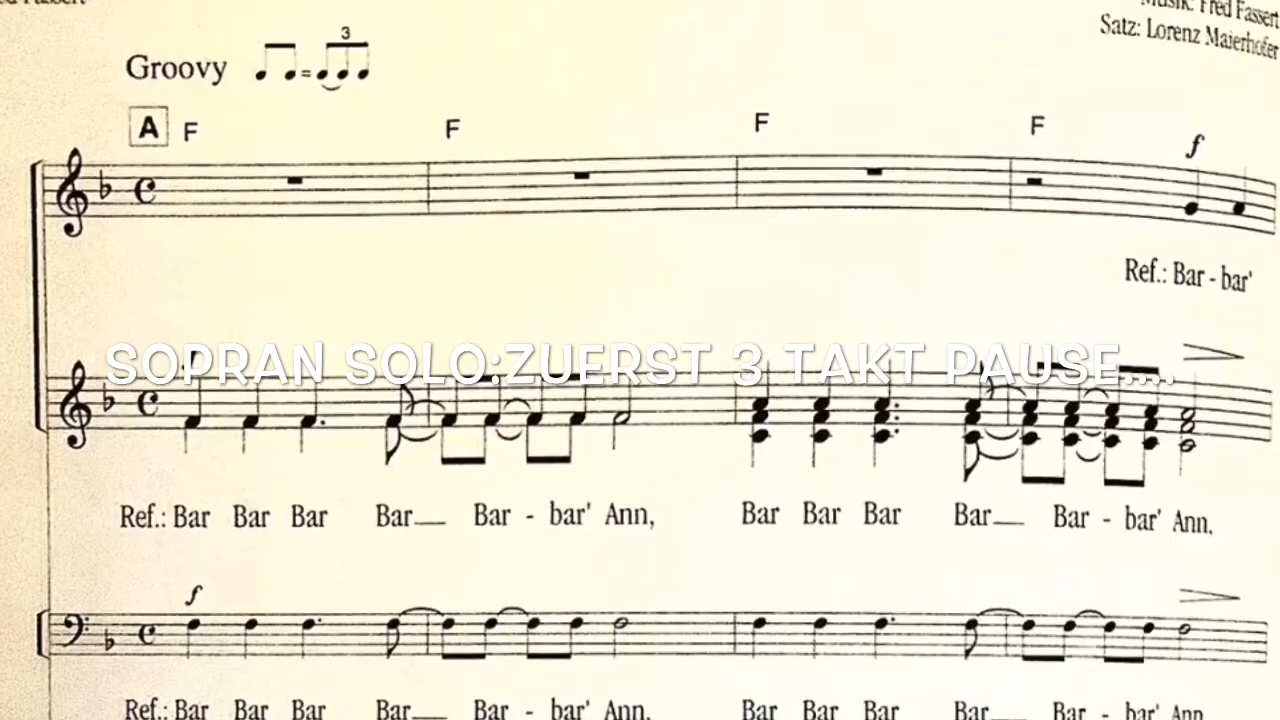 Musik: Fred Fassert
Satz: Lorenz Maierhofer
Groovy
3
A F F F F
f
Ref.: Bar - bar'
SOPRAN SOLO:ZUERST 3 TAKT PAUSE....
Ref.: Bar Bar Bar Bar Bar - bar' Ann, Bar Bar Bar Bar Bar - bar' Ann,
f
Ref.: Bar Bar Bar Bar Bar - bar' Ann, Bar Bar Bar Bar Bar - bar' Ann